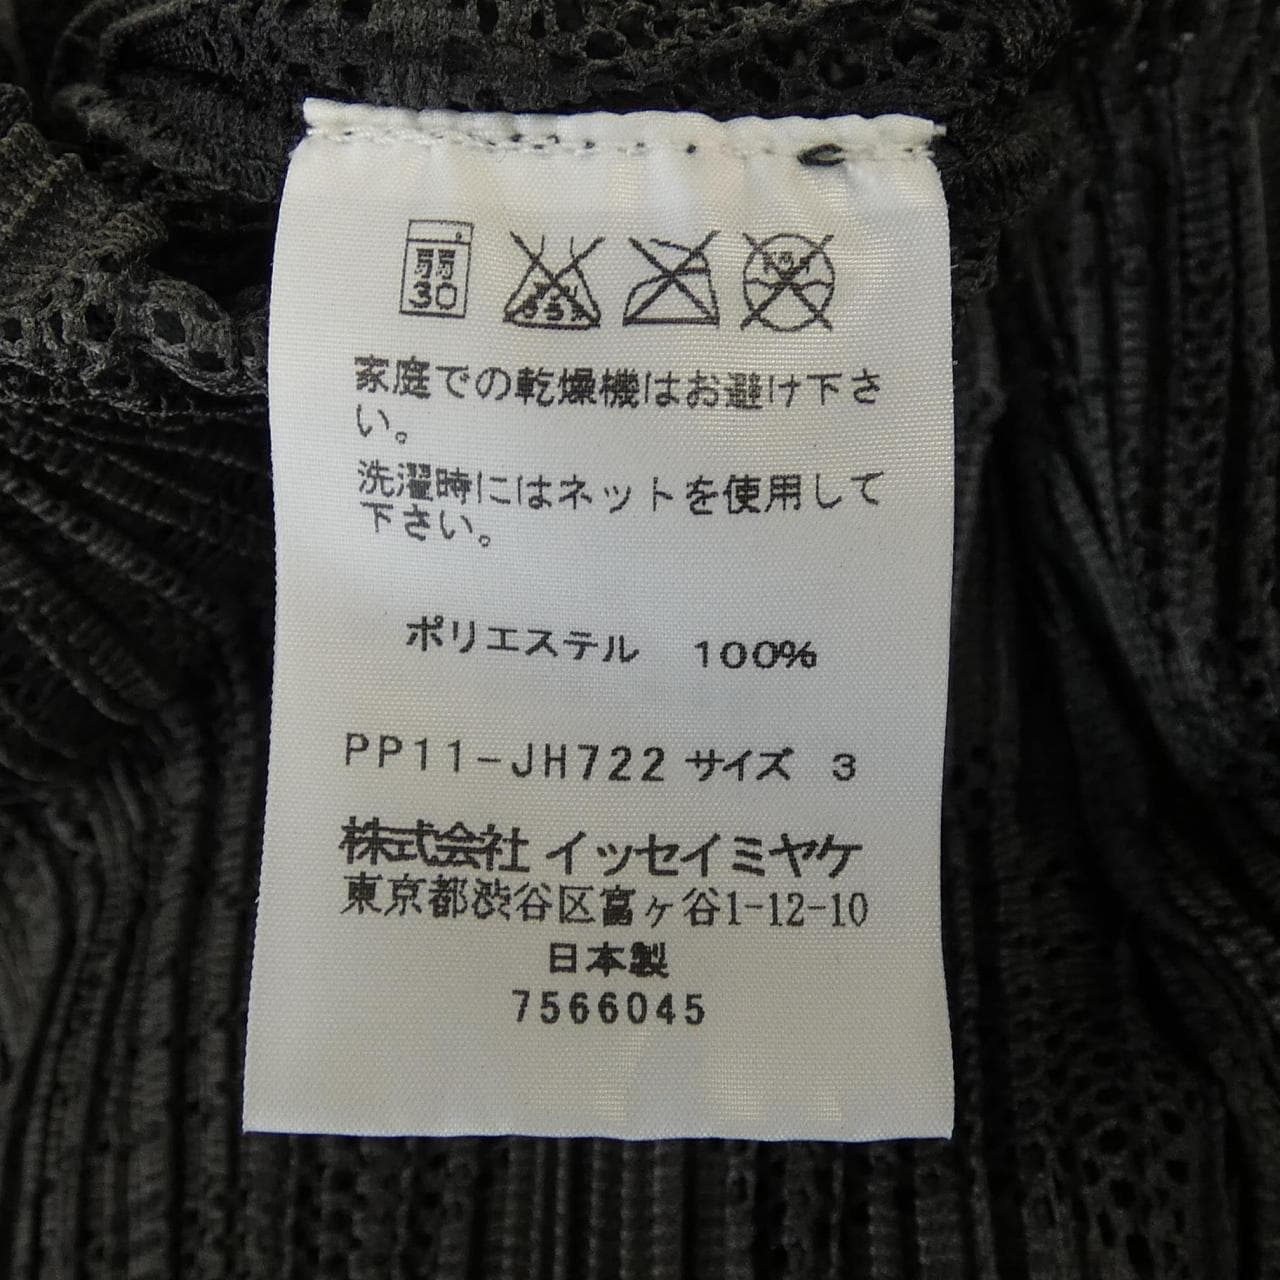 弱
30
家庭での乾燥機はお避け下さ
い。
洗濯時にはネットを使用して
下さい。
ポリエステル 100%
PP11-JH722 サイズ 3
株式会社 イッセイミヤケ
東京都渋谷区富ヶ谷1-12-10
日本製
7566045